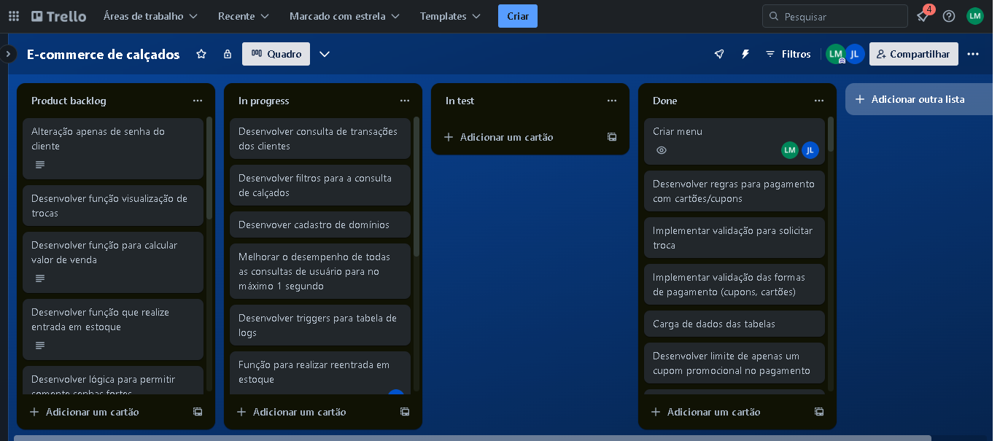 Trello
Áreas de trabalho
Recente
Marcado com estrela
Templates
Criar
Pesquisar
4
LM
E-commerce de calçados
Quadro
Filtros
LM
JL
Compartilhar
Product backlog
Alteração apenas de senha do
cliente
Desenvolver função visualização de
trocas
Desenvolver função para calcular
valor de venda
Desenvolver função que realize
entrada em estoque
Desenvolver lógica para permitir
somente senhas fortes
Adicionar um cartão
In progress
Desenvolver consulta de transações
dos clientes
Desenvolver filtros para a consulta
de calçados
Desenvover cadastro de domínios
Melhorar o desempenho de todas
as consultas de usuário para no
máximo 1 segundo
Desenvolver triggers para tabela de
logs
Função para realizar reentrada em
estoque
Adicionar um cartão
In test
Adicionar um cartão
Done
Criar menu
LM
JL
Desenvolver regras para pagamento
com cartões/cupons
Implementar validação para solicitar
troca
Implementar validação das formas
de pagamento (cupons, cartões)
Carga de dados das tabelas
Desenvolver limite de apenas um
cupom promocional no pagamento
Adicionar um cartão
Adicionar outra lista